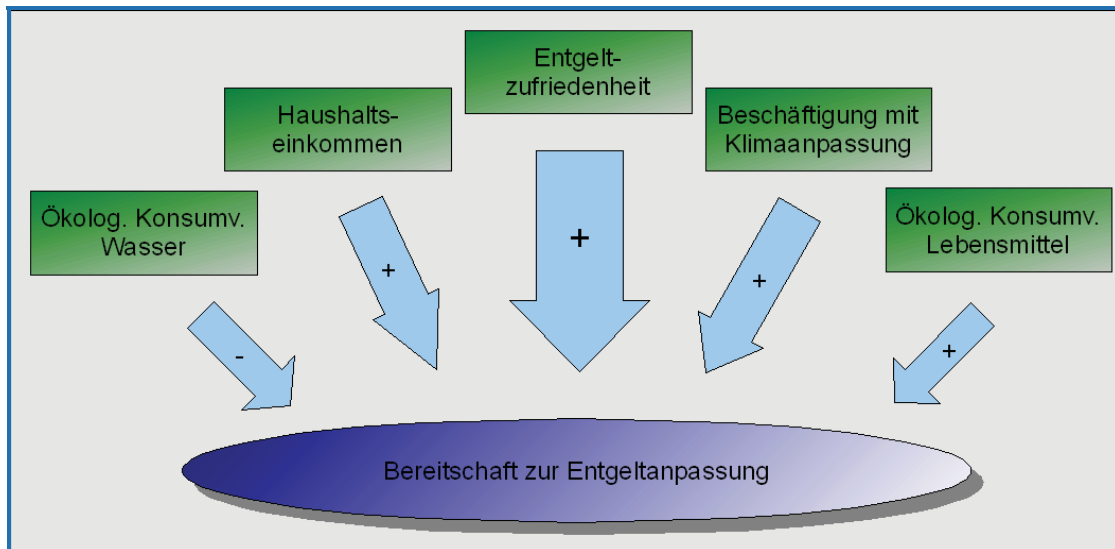 Entgelt-
zufriedenheit
Haushalts-
einkommen
Beschäftigung mit
Klimaanpassung
Ökolog. Konsumv.
Wasser
Ökolog. Konsumv.
Lebensmittel
+
+
+
-
+
Bereitschaft zur Entgeltanpassung